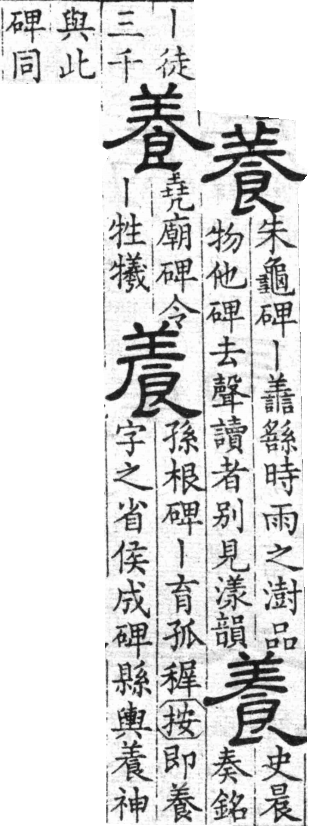 養
朱龜碑丨譱繇時雨之澍品
物他碑去聲讀者別見漾韻
養
史晨
奏銘
丨徒
三千
養
堯廟碑令
丨牲犧
養
孫根碑丨育孤稺按即養
字之省侯成碑縣輿養神
與此
碑同